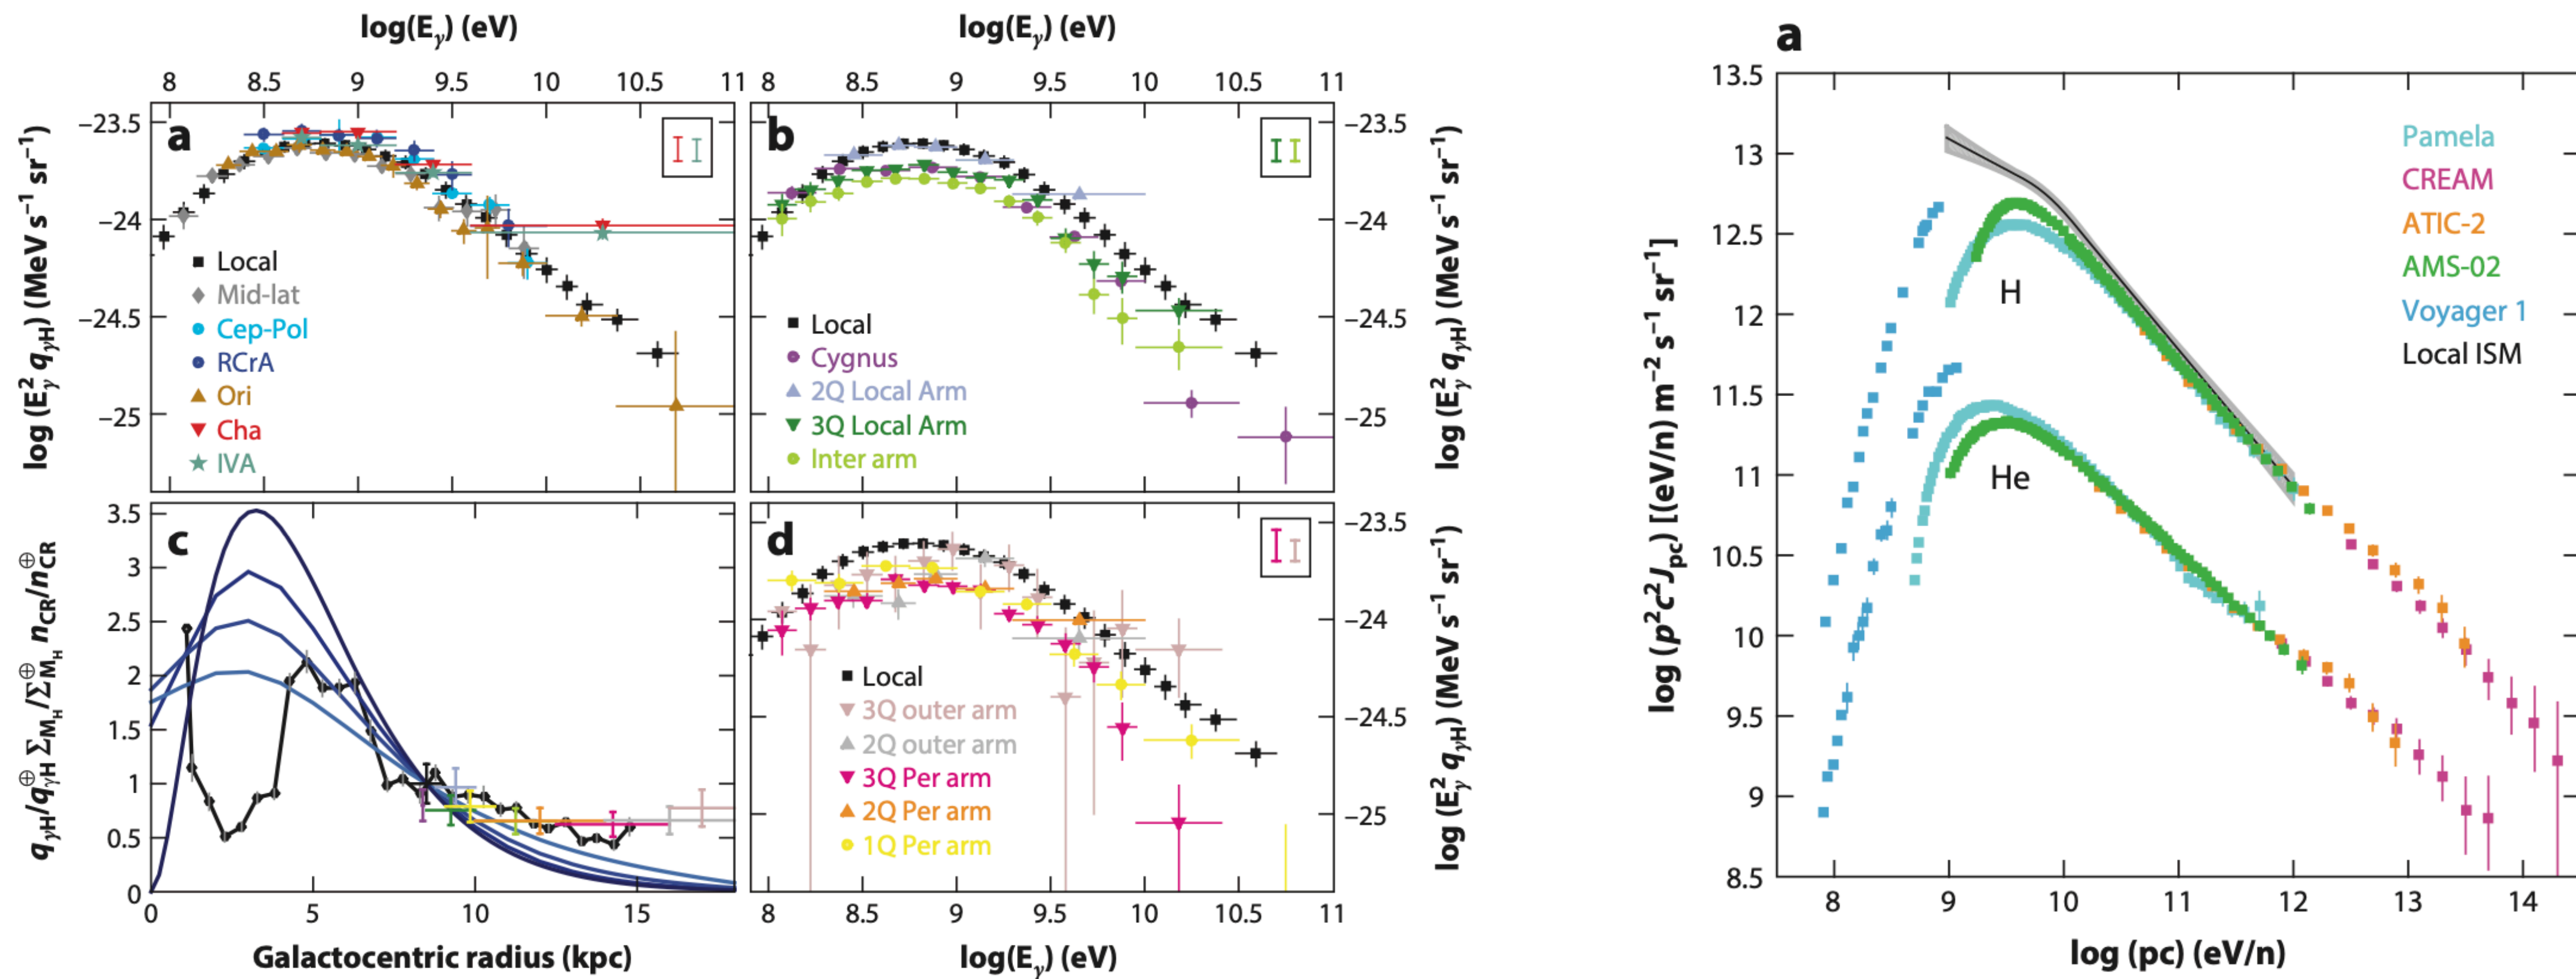 log(Eγ) (eV)
8 8.5 9 9.5 10 10.5 11
log (Eγ² qγH) (MeV s⁻¹ sr⁻¹)
−23.5
−24
−24.5
−25
a
Local
Mid-lat
Cep-Pol
RCrA
Ori
Cha
IVA
log(Eγ) (eV)
8 8.5 9 9.5 10 10.5 11
b
Local
Cygnus
2Q Local Arm
3Q Local Arm
Inter arm
−23.5
−24
−24.5
−25
log (Eγ² qγH) (MeV s⁻¹ sr⁻¹)
qγH/q⊕γH ΣMH/Σ⊕MH nCR/n⊕CR
3.5
3
2.5
2
1.5
1
0.5
0
c
0 5 10 15
Galactocentric radius (kpc)
d
Local
3Q outer arm
2Q outer arm
3Q Per arm
2Q Per arm
1Q Per arm
8 8.5 9 9.5 10 10.5 11
log(Eγ) (eV)
−23.5
−24
−24.5
−25
log (Eγ² qγH) (MeV s⁻¹ sr⁻¹)
a
log (p²c²Jpc) [(eV/n) m⁻² s⁻¹ sr⁻¹]
13.5
13
12.5
12
11.5
11
10.5
10
9.5
9
8.5
Pamela
CREAM
ATIC-2
AMS-02
Voyager 1
Local ISM
H
He
8 9 10 11 12 13 14
log (pc) (eV/n)